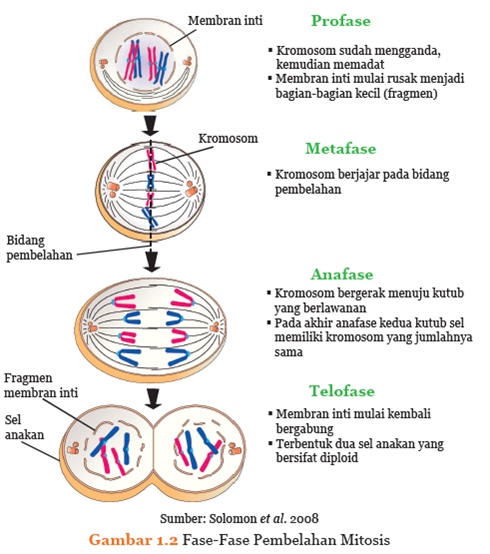 Membran inti
Profase
▪ Kromosom sudah mengganda,
kemudian memadat
▪ Membran inti mulai rusak menjadi
bagian-bagian kecil (fragmen)
Kromosom
Metafase
▪ Kromosom berjajar pada bidang
pembelahan
Bidang
pembelahan
Anafase
▪ Kromosom bergerak menuju kutub
yang berlawanan
▪ Pada akhir anafase kedua kutub sel
memiliki kromosom yang jumlahnya
sama
Fragmen
membran inti
Sel
anakan
Telofase
▪ Membran inti mulai kembali
bergabung
▪ Terbentuk dua sel anakan yang
bersifat diploid
Sumber: Solomon et al. 2008
Gambar 1.2 Fase-Fase Pembelahan Mitosis